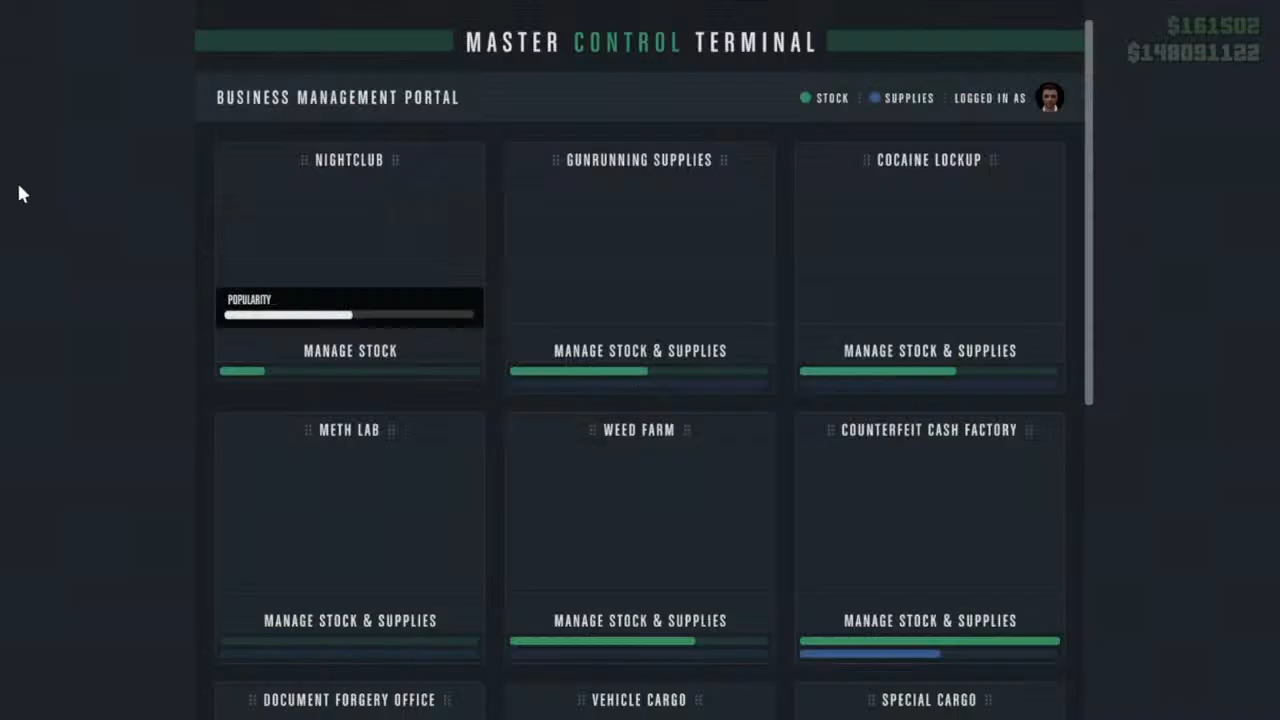 $161502
MASTER CONTROL TERMINAL
$148091122
BUSINESS MANAGEMENT PORTAL
STOCK
SUPPLIES
LOGGED IN AS
NIGHTCLUB
GUNRUNNING SUPPLIES
COCAINE LOCKUP
POPULARITY
MANAGE STOCK
MANAGE STOCK & SUPPLIES
MANAGE STOCK & SUPPLIES
METH LAB
WEED FARM
COUNTERFEIT CASH FACTORY
MANAGE STOCK & SUPPLIES
MANAGE STOCK & SUPPLIES
MANAGE STOCK & SUPPLIES
DOCUMENT FORGERY OFFICE
VEHICLE CARGO
SPECIAL CARGO